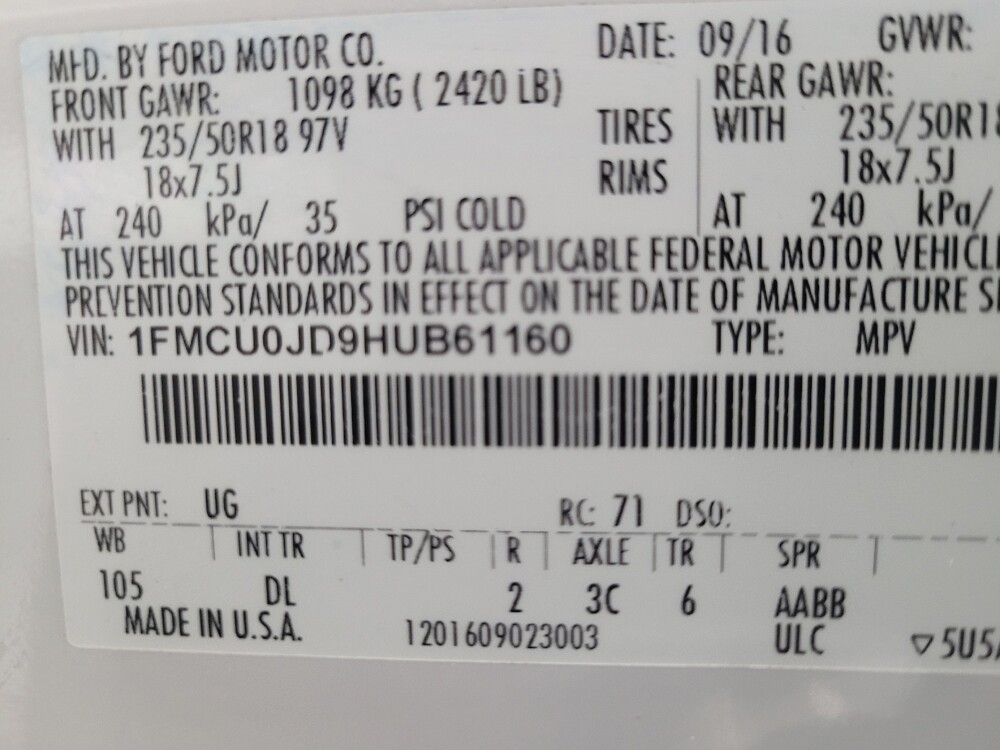 MFD. BY FORD MOTOR CO. DATE: 09/16 GVWR:
FRONT GAWR: 1098 KG ( 2420 LB) REAR GAWR:
WITH 235/50R18 97V TIRES WITH 235/50R18
18x7.5J RIMS 18x7.5J
AT 240 kPa/ 35 PSI COLD AT 240 kPa/
THIS VEHICLE CONFORMS TO ALL APPLICABLE FEDERAL MOTOR VEHICL
PREVENTION STANDARDS IN EFFECT ON THE DATE OF MANUFACTURE S
VIN: 1FMCU0JD9HUB61160 TYPE: MPV
EXT PNT: UG RC: 71 DSO:
WB INT TR TP/PS R AXLE TR SPR
105 DL 2 3C 6 AABB
MADE IN U.S.A. 1201609023003 ULC ▽ 5U5A